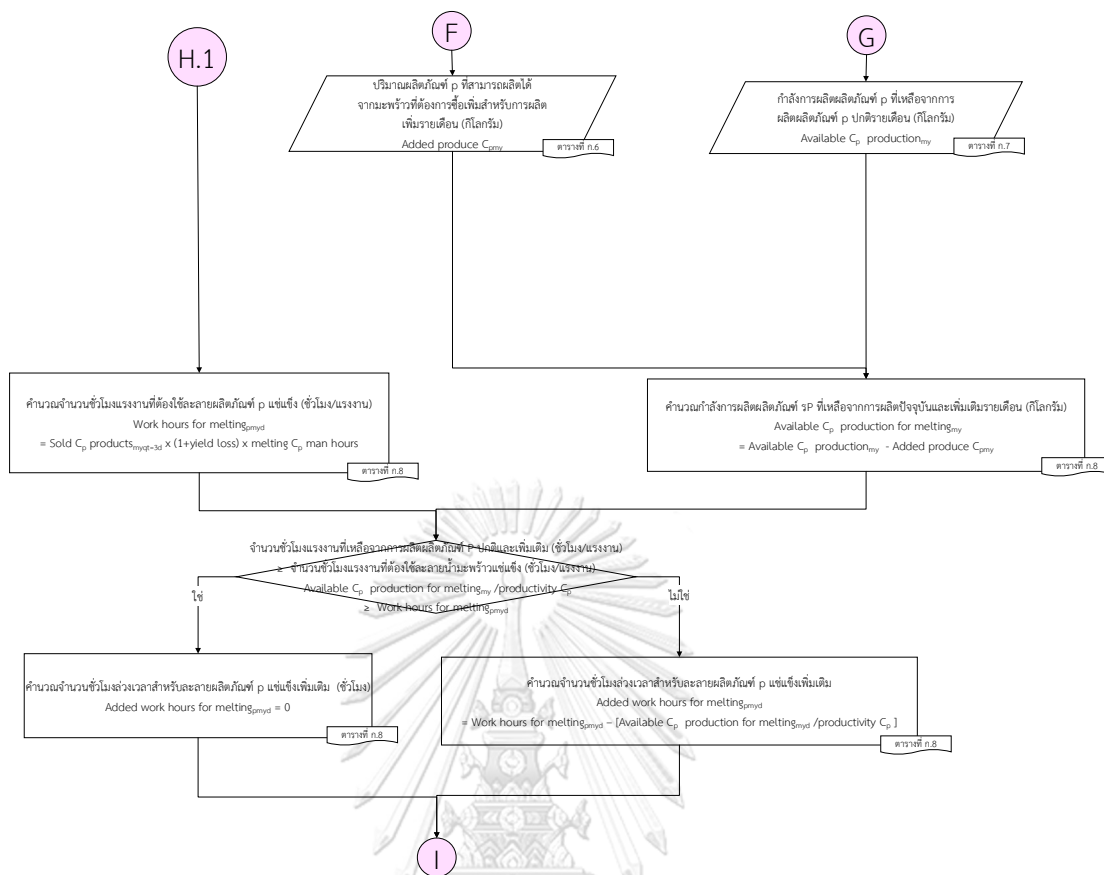 H.1
F
G
ปริมาณผลิตภัณฑ์ p ที่สามารถผลิตได้
จากมะพร้าวที่ต้องการซื้อเพิ่มสำหรับการผลิต
เพิ่มรายเดือน (กิโลกรัม)
Added produce Cpmy
ตารางที่ ก.6
กำลังการผลิตผลิตภัณฑ์ p ที่เหลือจากการ
ผลิตผลิตภัณฑ์ p ปกติรายเดือน (กิโลกรัม)
Available Cp productionmy
ตารางที่ ก.7
คำนวณจำนวนชั่วโมงแรงงานที่ต้องใช้ละลายผลิตภัณฑ์ p แช่แข็ง (ชั่วโมง/แรงงาน)
Work hours for meltingpmyd
= Sold Cp productsmyqt=3d x (1+yield loss) x melting Cp man hours
ตารางที่ ก.8
คำนวณกำลังการผลิตผลิตภัณฑ์ รP ที่เหลือจากการผลิตปัจจุบันและเพิ่มเติมรายเดือน (กิโลกรัม)
Available Cp production for meltingmy
= Available Cp productionmy - Added produce Cpmy
ตารางที่ ก.8
จำนวนชั่วโมงแรงงานที่เหลือจากการผลิตผลิตภัณฑ์ P ปกติและเพิ่มเติม (ชั่วโมง/แรงงาน)
≥ จำนวนชั่วโมงแรงงานที่ต้องใช้ละลายน้ำมะพร้าวแช่แข็ง (ชั่วโมง/แรงงาน)
Available Cp production for meltingmy /productivity Cp
≥ Work hours for meltingpmyd
ใช่
ไม่ใช่
คำนวณจำนวนชั่วโมงล่วงเวลาสำหรับละลายผลิตภัณฑ์ p แช่แข็งเพิ่มเติม (ชั่วโมง)
Added work hours for meltingpmyd = 0
ตารางที่ ก.8
คำนวณจำนวนชั่วโมงล่วงเวลาสำหรับละลายผลิตภัณฑ์ p แช่แข็งเพิ่มเติม
Added work hours for meltingpmyd
= Work hours for meltingpmyd – [Available Cp production for meltingmyd /productivity Cp ]
ตารางที่ ก.8
I